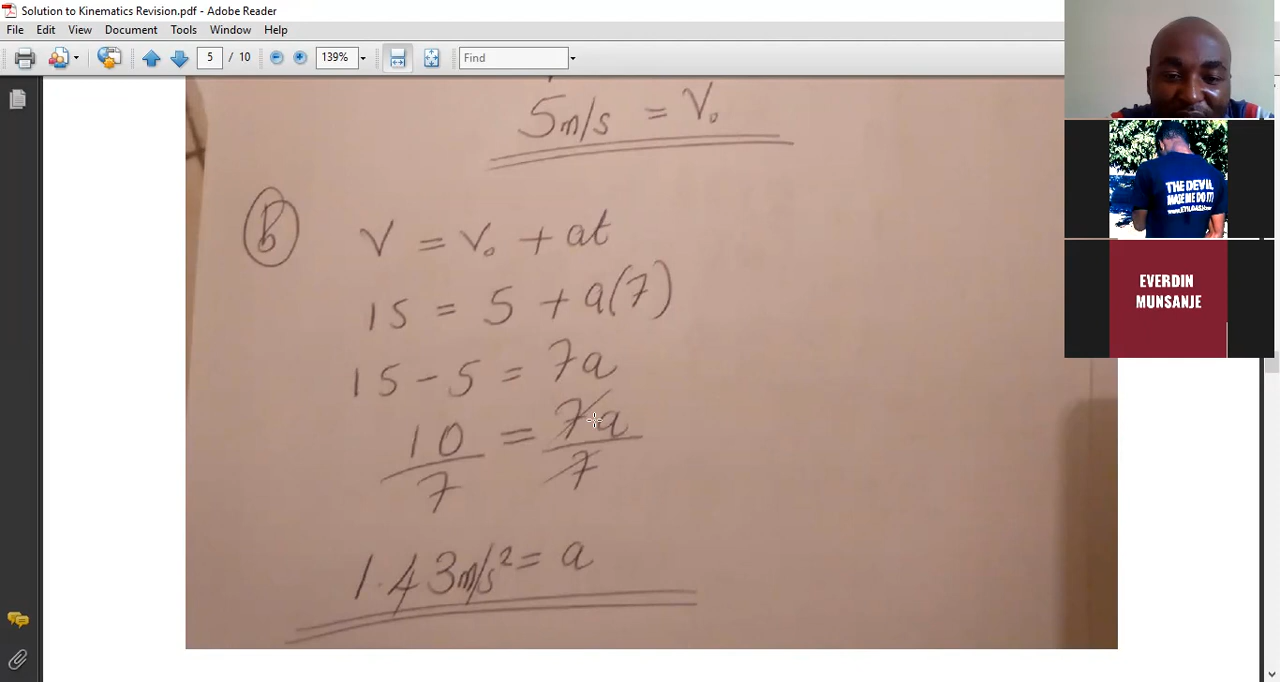 Solution to Kinematics Revision.pdf - Adobe Reader
File Edit View Document Tools Window Help
5 / 10 139% Find
5m/s = V₀
B
V = V₀ + at
15 = 5 + a(7)
15 - 5 = 7a
10/7 = 7a/7
1.43m/s² = a
THE DEVIL
MADE ME DO IT!
EVERDIN
MUNSANJE